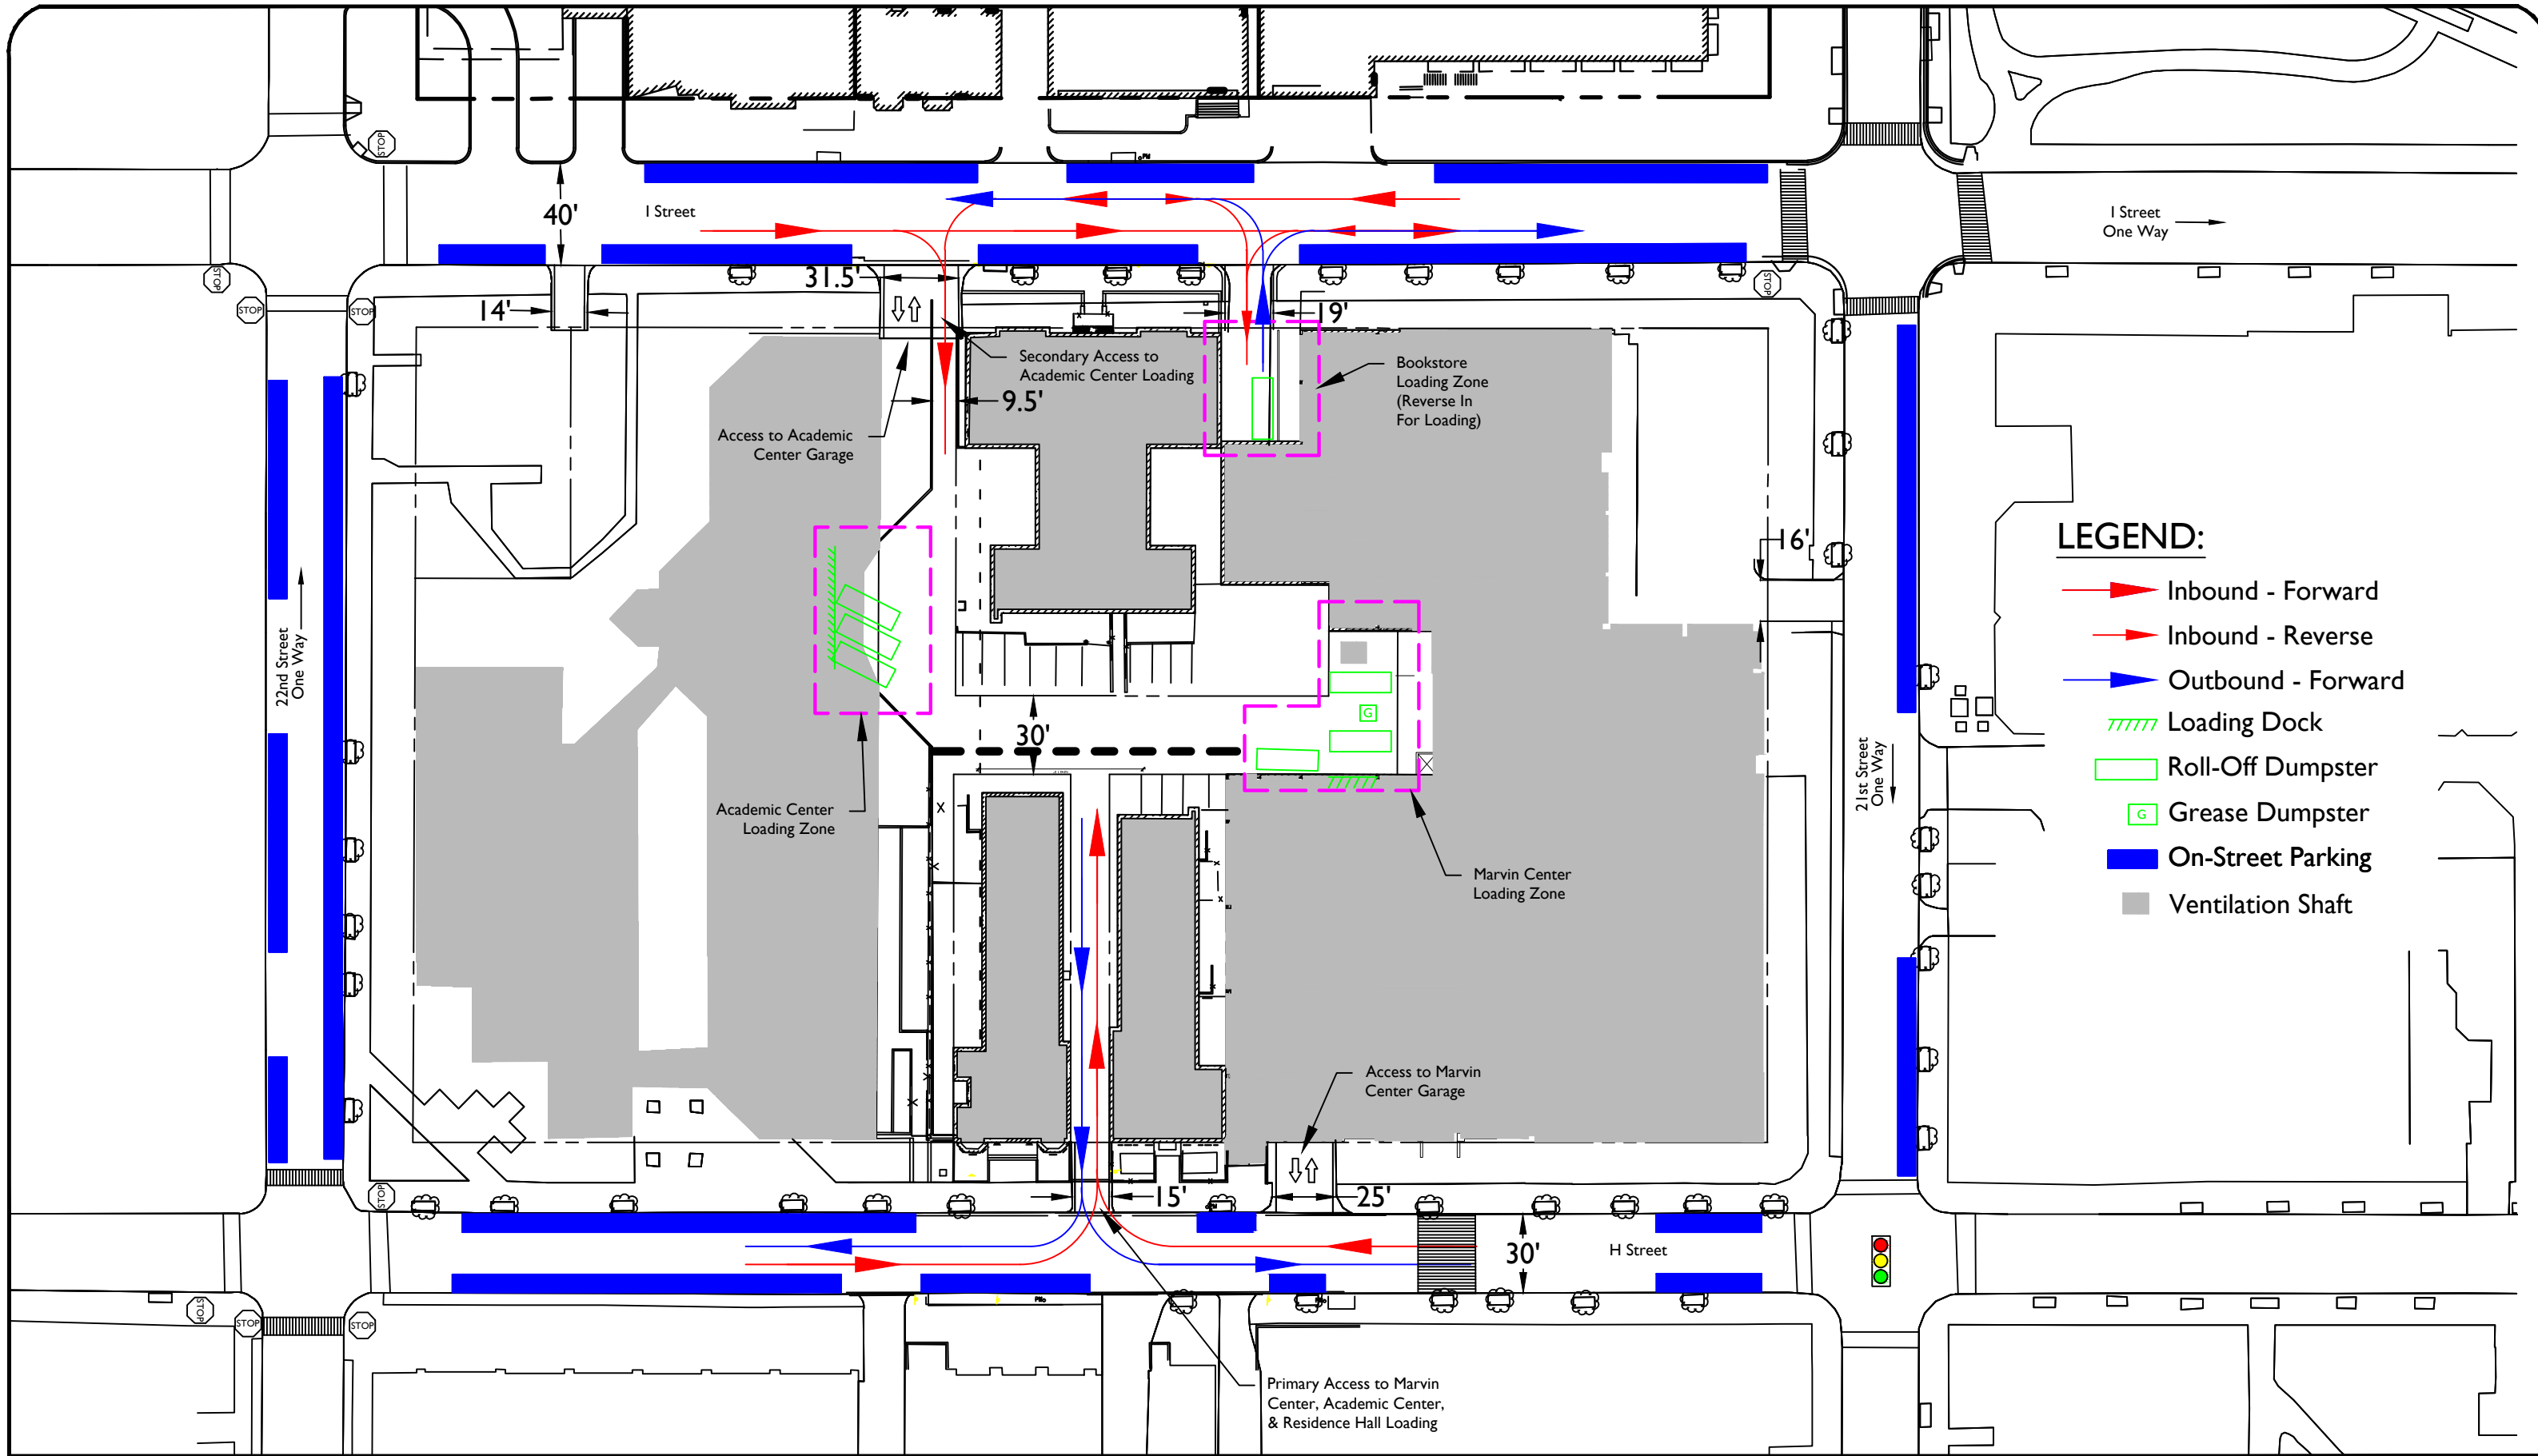 STOP
40'
I Street
I Street
One Way
STOP
STOP
STOP
STOP
31.5'
14'
19'
Secondary Access to
Academic Center Loading
Bookstore
Loading Zone
(Reverse In
For Loading)
9.5'
Access to Academic
Center Garage
16'
LEGEND:
Inbound - Forward
Inbound - Reverse
Outbound - Forward
Loading Dock
Roll-Off Dumpster
G
Grease Dumpster
On-Street Parking
Ventilation Shaft
22nd Street
One Way
G
30'
21st Street
One Way
Academic Center
Loading Zone
Marvin Center
Loading Zone
Access to Marvin
Center Garage
STOP
15'
25'
30'
H Street
STOP
STOP
STOP
Primary Access to Marvin
Center, Academic Center,
& Residence Hall Loading